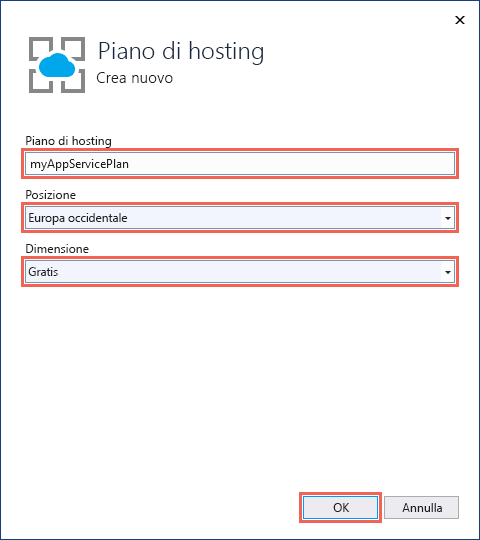 Piano di hosting
Crea nuovo
Piano di hosting
myAppServicePlan
Posizione
Europa occidentale
Dimensione
Gratis
OK
Annulla